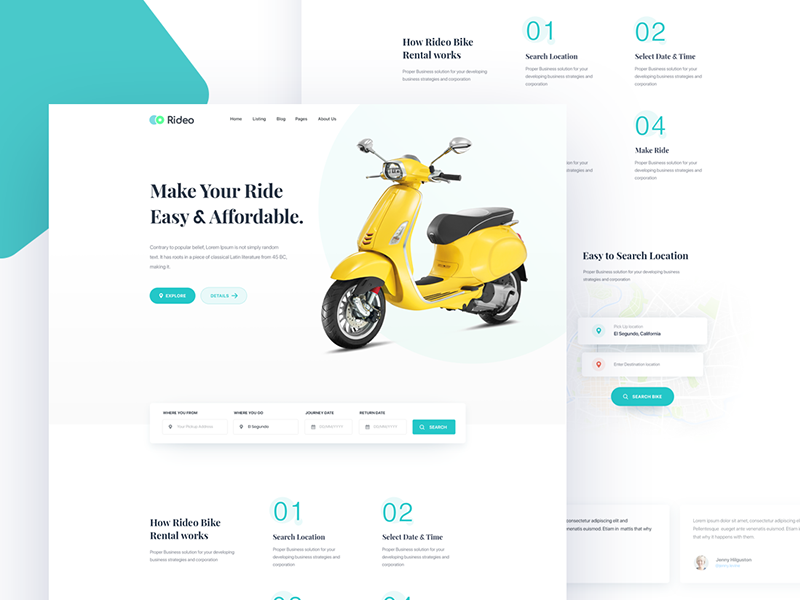 Rideo
Home Listing Blog Pages About Us
Make Your Ride
Easy & Affordable.
Contrary to popular belief, Lorem Ipsum is not simply random
text. It has roots in a piece of classical Latin literature from 45 BC,
making it
EXPLORE
DETAILS
WHERE YOU FROM
WHERE YOU GO
JOURNEY DATE
RETURN DATE
Your Pickup Address
El Segundo
DD/MM/YYYY
DD/MM/YYYY
SEARCH
How Rideo Bike
Rental works
Proper Business solution for your developing
business strategies and corporation
01
Search Location
Proper Business solution for your
developing business strategies and
corporation
02
Select Date & Time
Proper Business solution for your
developing business strategies and
corporation
How Rideo Bike
Rental works
Proper Business solution for your developing
business strategies and corporation
01
Search Location
Proper Business solution for your
developing business strategies and
corporation
02
Select Date & Time
Proper Business solution for your
developing business strategies and
corporation
04
Make Ride
Proper Business solution for your
developing business strategies and
corporation
Easy to Search Location
Proper Business solution for your developing business
strategies and corporation
Pick Up location
El Segundo, California
Enter Destination location
SEARCH BIKE
consectetur adipiscing elit and
venenatis euismod. Etiam in mattis that why
Lorem ipsum dolor sit amet, consectetur adipiscing elit
Pellentesque feugiat ante that venenatis euismod. Etiam
that why it happens with them.